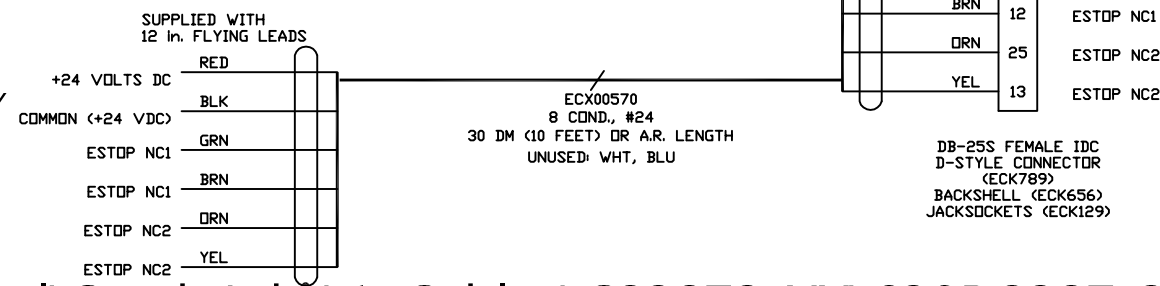 SUPPLIED WITH
12 In. FLYING LEADS
+24 VOLTS DC RED
COMMON (+24 VDC) BLK
ESTOP NC1 GRN
ESTOP NC1 BRN
ESTOP NC2 ORN
ESTOP NC2 YEL
ECX00570
8 COND., #24
30 DM (10 FEET) OR A.R. LENGTH
UNUSED: WHT, BLU
BRN 12 ESTOP NC1
ORN 25 ESTOP NC2
YEL 13 ESTOP NC2
DB-25S FEMALE IDC
D-STYLE CONNECTOR
(ECK789)
BACKSHELL (ECK656)
JACKSOCKETS (ECK129)